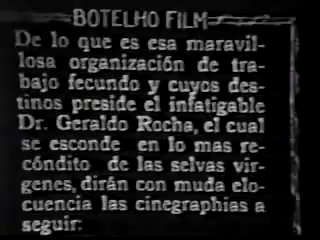 BOTELHO FILM
De lo que es esa maravil-
llosa organización de tra-
bajo fecundo y cuyos des-
tinos preside el infatigable
Dr. Geraldo Rocha, el cual
se esconde en lo mas re-
cóndito de las selvas vir-
genes, dirán con muda elo-
cuencia las cinegraphias a
seguir: